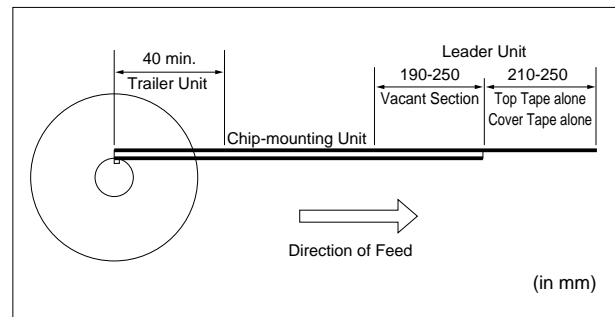 40 min.
Trailer Unit
Leader Unit
190-250
Vacant Section
210-250
Top Tape alone
Cover Tape alone
Chip-mounting Unit
Direction of Feed
(in mm)